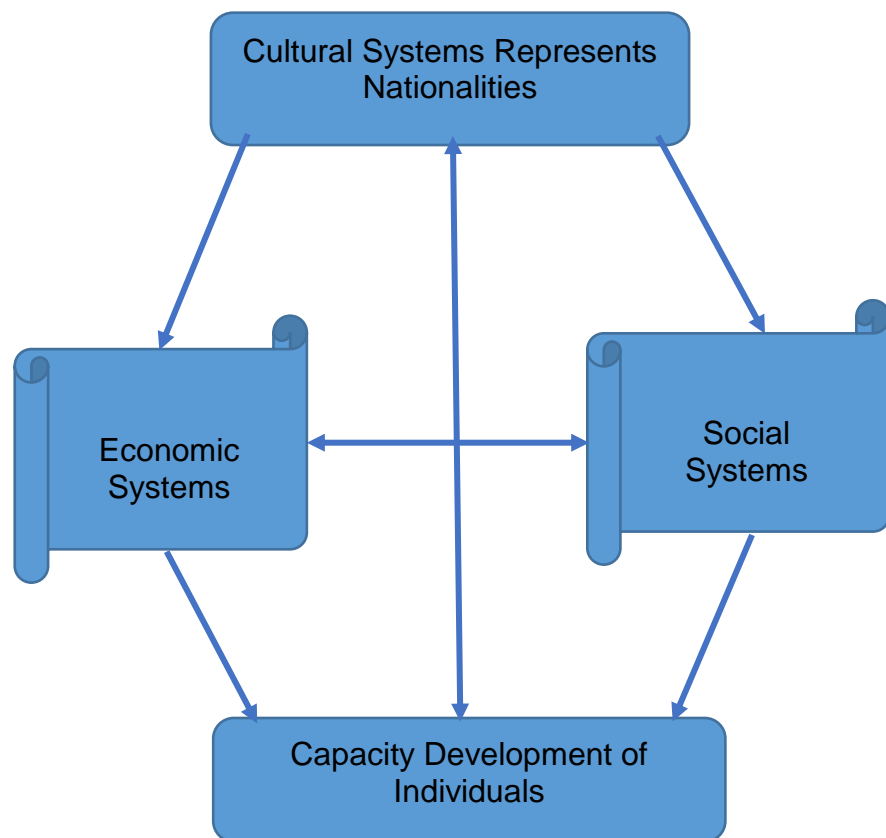 Cultural Systems Represents
Nationalities
Economic
Systems
Social
Systems
Capacity Development of
Individuals